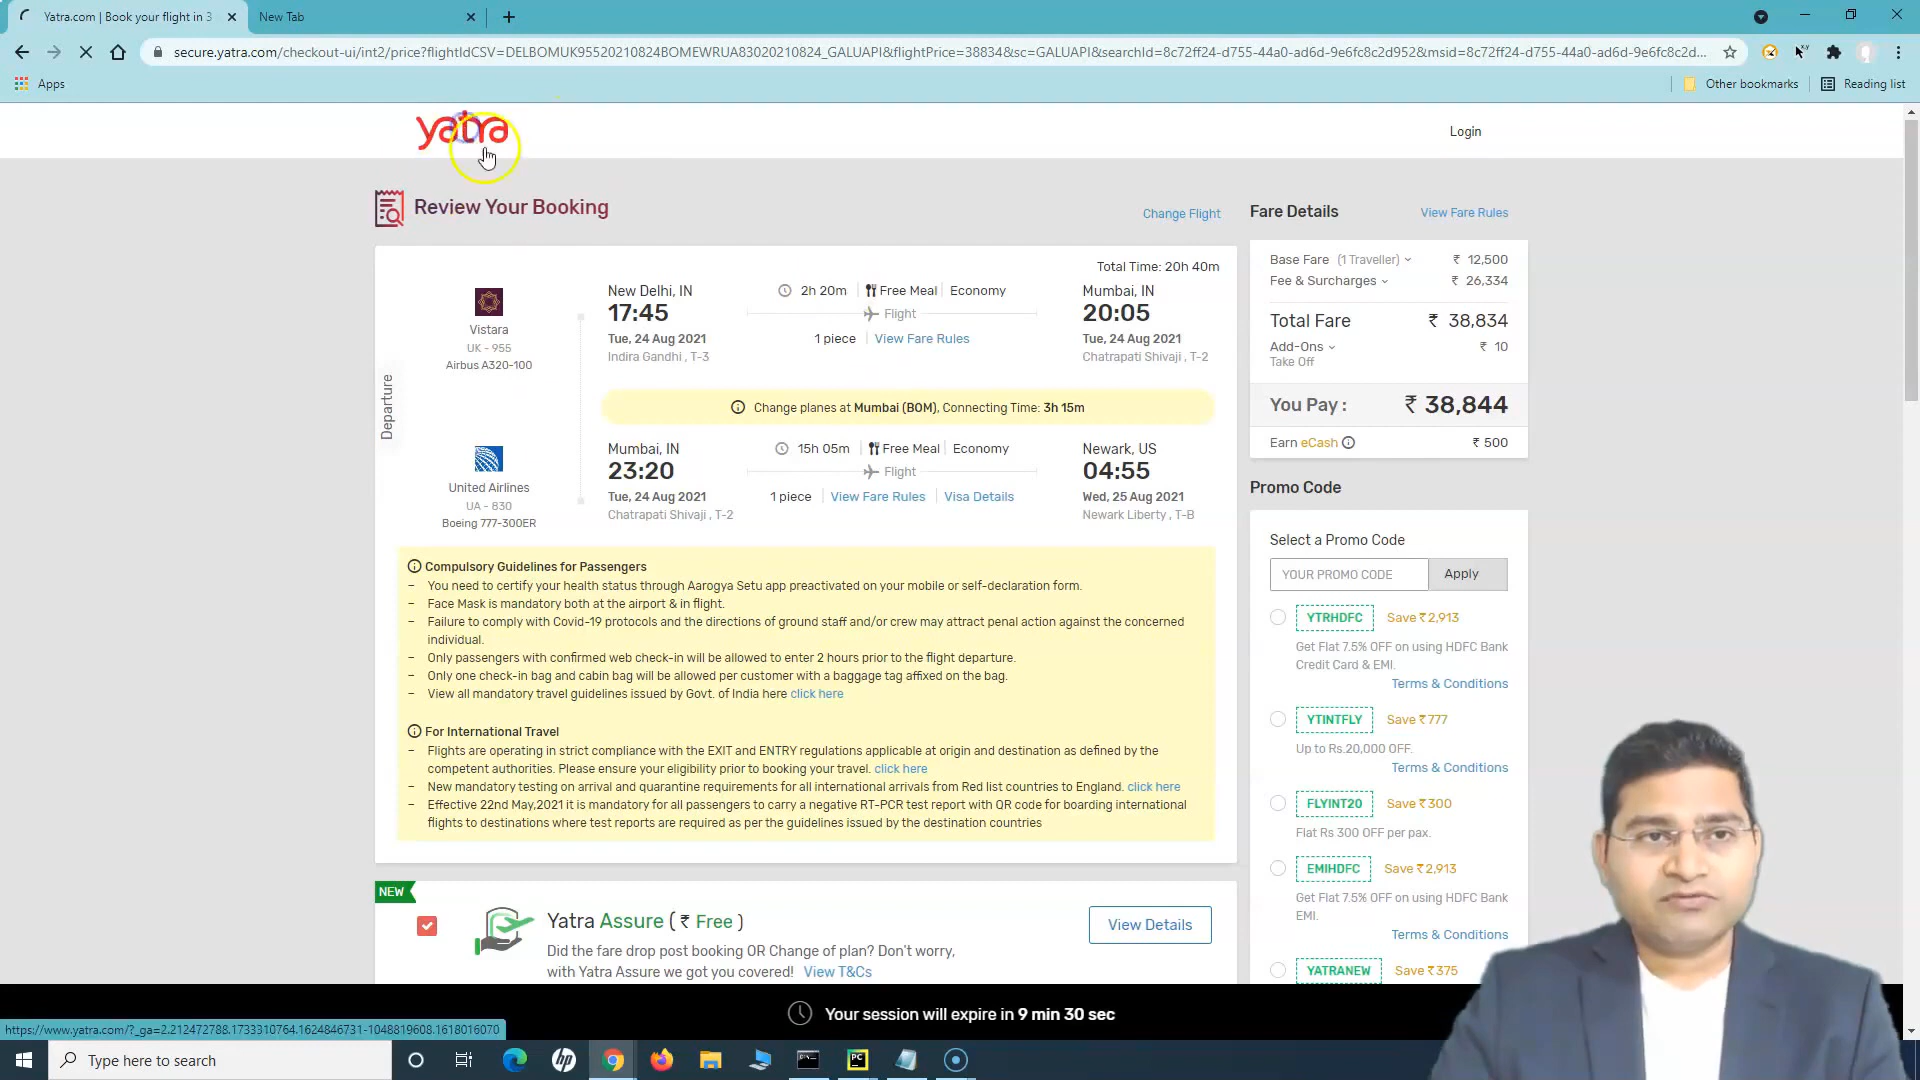 Yatra.com | Book your flight in 3
New Tab
secure.yatra.com/checkout-ui/int2/price?flightIdCSV=DELBOMUK95520210824BOMEWRUA83020210824_GALUAPI&flightPrice=38834&sc=GALUAPI&searchId=8c72ff24-d755-44a0-ad6d-9e6fc8c2d952&msid=8c72ff24-d755-44a0-ad6d-9e6fc8c2d...
Apps
Other bookmarks
Reading list
yatra
Login
Review Your Booking
Change Flight
Total Time: 20h 40m
Departure
Vistara
UK - 955
Airbus A320-100
New Delhi, IN
17:45
Tue, 24 Aug 2021
Indira Gandhi , T-3
2h 20m
Free Meal
Economy
Flight
1 piece
View Fare Rules
Mumbai, IN
20:05
Tue, 24 Aug 2021
Chatrapati Shivaji , T-2
Change planes at Mumbai (BOM), Connecting Time: 3h 15m
United Airlines
UA - 830
Boeing 777-300ER
Mumbai, IN
23:20
Tue, 24 Aug 2021
Chatrapati Shivaji , T-2
15h 05m
Free Meal
Economy
Flight
1 piece
View Fare Rules
Visa Details
Newark, US
04:55
Wed, 25 Aug 2021
Newark Liberty , T-B
Compulsory Guidelines for Passengers
– You need to certify your health status through Aarogya Setu app preactivated on your mobile or self-declaration form.
– Face Mask is mandatory both at the airport & in flight.
– Failure to comply with Covid-19 protocols and the directions of ground staff and/or crew may attract penal action against the concerned
individual.
– Only passengers with confirmed web check-in will be allowed to enter 2 hours prior to the flight departure.
– Only one check-in bag and cabin bag will be allowed per customer with a baggage tag affixed on the bag.
– View all mandatory travel guidelines issued by Govt. of India here click here
For International Travel
– Flights are operating in strict compliance with the EXIT and ENTRY regulations applicable at origin and destination as defined by the
competent authorities. Please ensure your eligibility prior to booking your travel. click here
– New mandatory testing on arrival and quarantine requirements for all international arrivals from Red list countries to England. click here
– Effective 22nd May,2021 it is mandatory for all passengers to carry a negative RT-PCR test report with QR code for boarding international
flights to destinations where test reports are required as per the guidelines issued by the destination countries
NEW
Yatra Assure ( ₹ Free )
Did the fare drop post booking OR Change of plan? Don't worry,
with Yatra Assure we got you covered! View T&Cs
View Details
Fare Details
View Fare Rules
Base Fare (1 Traveller) ₹ 12,500
Fee & Surcharges ₹ 26,334
Total Fare ₹ 38,834
Add-Ons ₹ 10
Take Off
You Pay : ₹ 38,844
Earn eCash ₹ 500
Promo Code
Select a Promo Code
YOUR PROMO CODE
Apply
YTRHDFC Save ₹2,913
Get Flat 7.5% OFF on using HDFC Bank
Credit Card & EMI.
Terms & Conditions
YTINTFLY Save ₹777
Up to Rs.20,000 OFF.
Terms & Conditions
FLYINT20 Save ₹300
Flat Rs 300 OFF per pax.
EMIHDFC Save ₹2,913
Get Flat 7.5% OFF on using HDFC Bank
EMI.
Terms & Conditions
YATRANEW Save ₹375
Your session will expire in 9 min 30 sec
https://www.yatra.com/?_ga=2.212472788.1733310764.1624846731-1048819608.1618016070
Type here to search
hp
PC